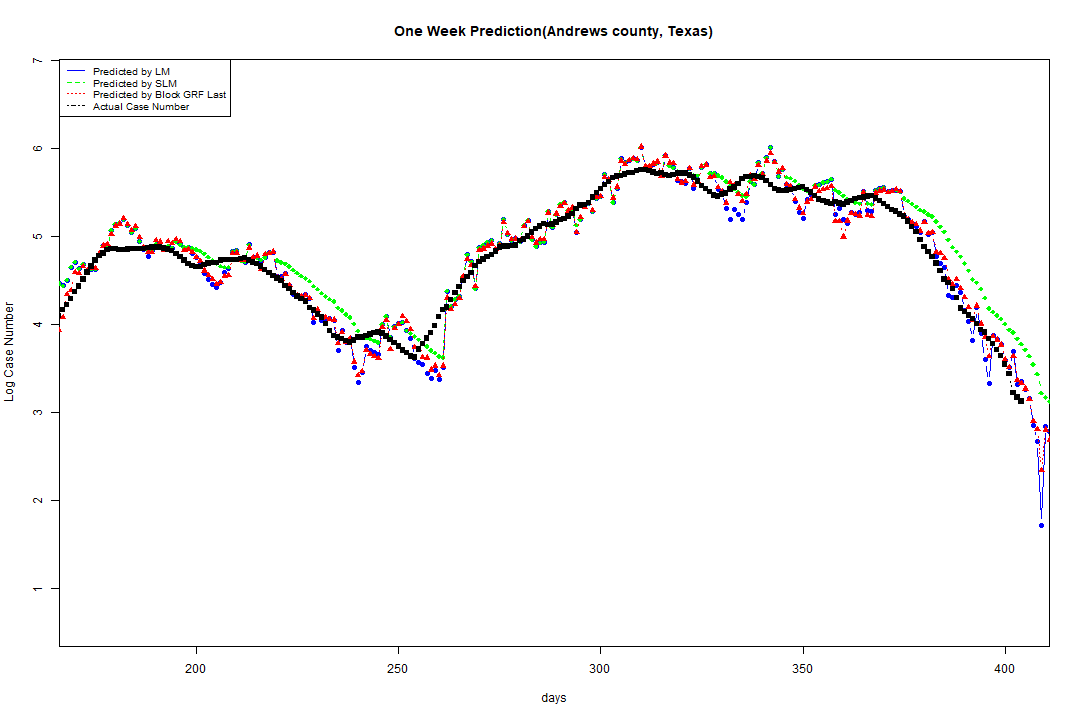 One Week Prediction(Andrews county, Texas)
Predicted by LM
Predicted by SLM
Predicted by Block GRF Last
Actual Case Number
7
6
5
4
3
2
1
Log Case Number
200 250 300 350 400
days